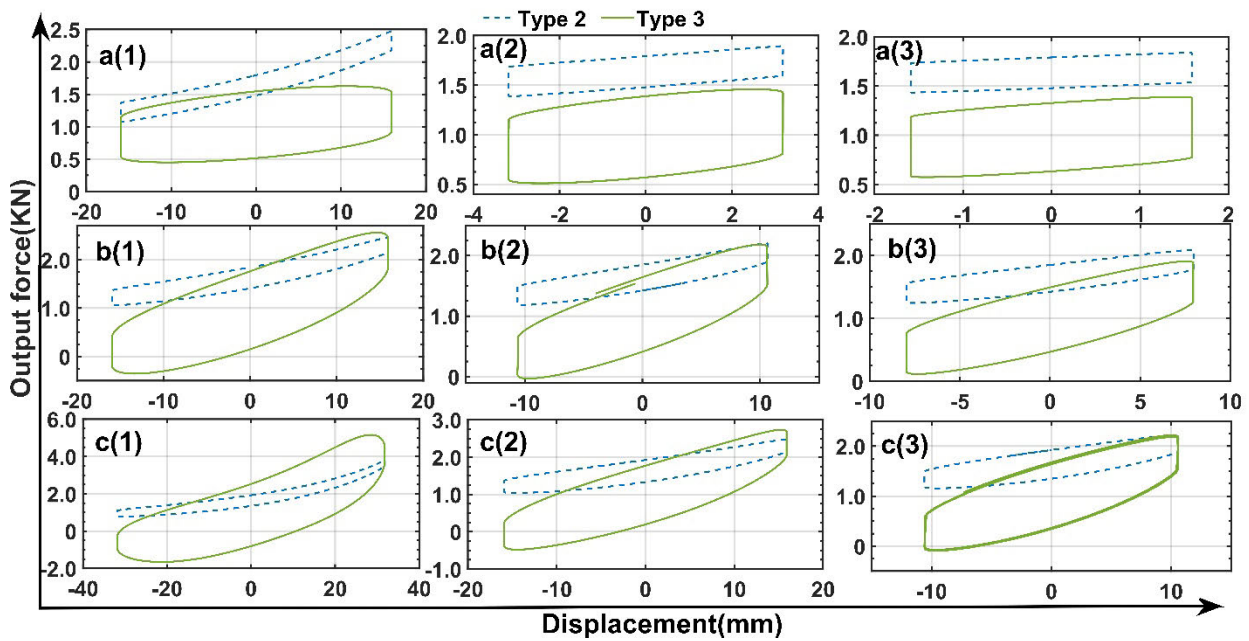 Type 2 Type 3
Output force(KN)
a(1)
2.5
2.0
1.5
1.0
0.5
0
-20 -10 0 10 20
a(2)
2.0
1.5
1.0
0.5
-4 -2 0 2 4
a(3)
2.0
1.5
1.0
0.5
-2 -1 0 1 2
b(1)
2.0
1.0
0
-20 -10 0 10 20
b(2)
2.0
1.0
0
-10 0 10
b(3)
2.0
1.0
0
-10 -5 0 5 10
c(1)
6.0
4.0
2.0
0
-2.0
-40 -20 0 20 40
c(2)
3.0
2.0
1.0
0
-1.0
-20 -10 0 10 20
c(3)
2.0
1.0
0
-10 0 10
Displacement(mm)